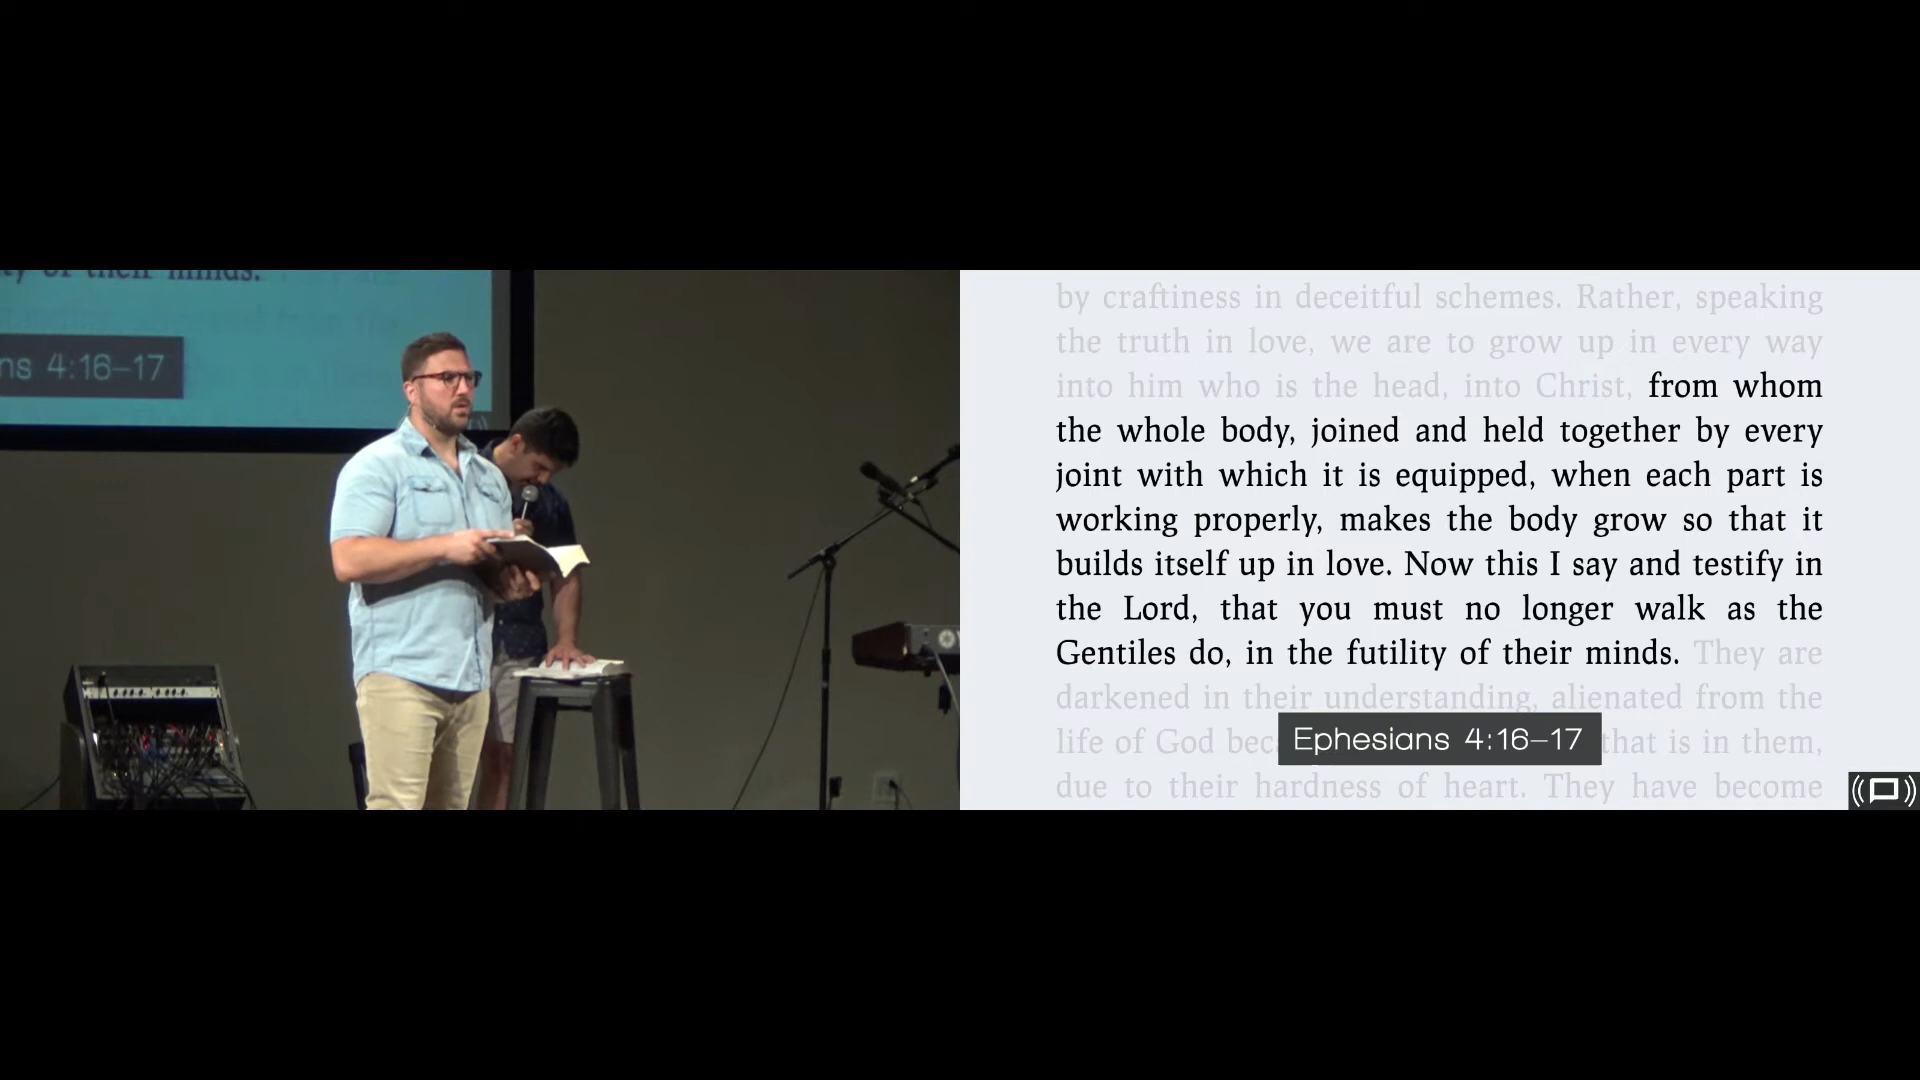 ty of their minds.
ns 4:16–17
by craftiness in deceitful schemes. Rather, speaking
the truth in love, we are to grow up in every way
into him who is the head, into Christ, from whom
the whole body, joined and held together by every
joint with which it is equipped, when each part is
working properly, makes the body grow so that it
builds itself up in love. Now this I say and testify in
the Lord, that you must no longer walk as the
Gentiles do, in the futility of their minds. They are
darkened in their understanding, alienated from the
life of God bec that is in them,
Ephesians 4:16–17
due to their hardness of heart. They have become